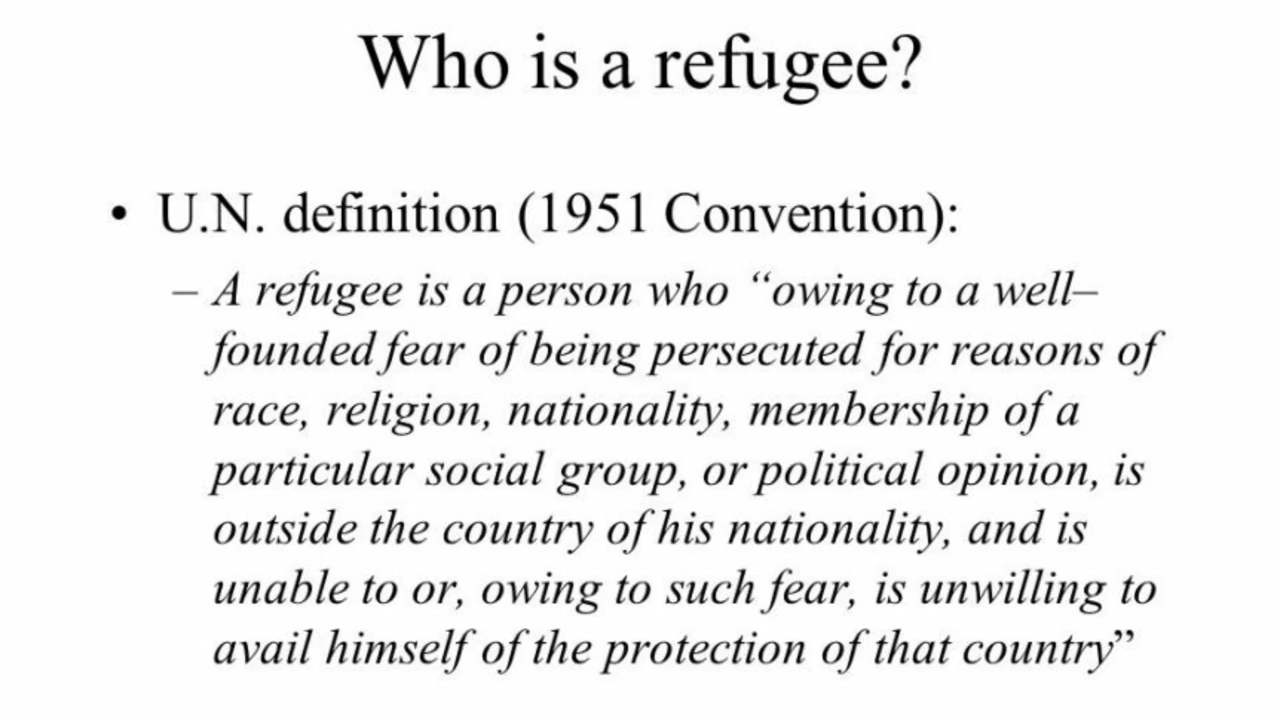 Who is a refugee?
• U.N. definition (1951 Convention):
– A refugee is a person who “owing to a well–
founded fear of being persecuted for reasons of
race, religion, nationality, membership of a
particular social group, or political opinion, is
outside the country of his nationality, and is
unable to or, owing to such fear, is unwilling to
avail himself of the protection of that country”